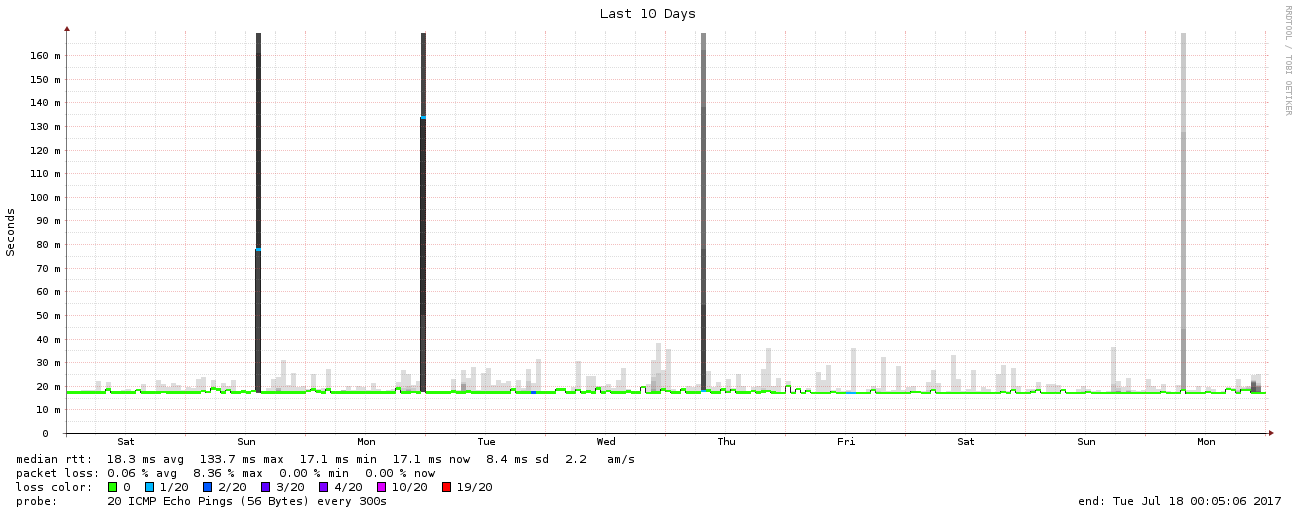 Last 10 Days
RRDTOOL / TOBI OETIKER
Seconds
160 m
150 m
140 m
130 m
120 m
110 m
100 m
90 m
80 m
70 m
60 m
50 m
40 m
30 m
20 m
10 m
0
Sat Sun Mon Tue Wed Thu Fri Sat Sun Mon
median rtt: 18.3 ms avg 133.7 ms max 17.1 ms min 17.1 ms now 8.4 ms sd 2.2 am/s
packet loss: 0.06 % avg 8.36 % max 0.00 % min 0.00 % now
loss color: 0 1/20 2/20 3/20 4/20 10/20 19/20
probe: 20 ICMP Echo Pings (56 Bytes) every 300s end: Tue Jul 18 00:05:06 2017